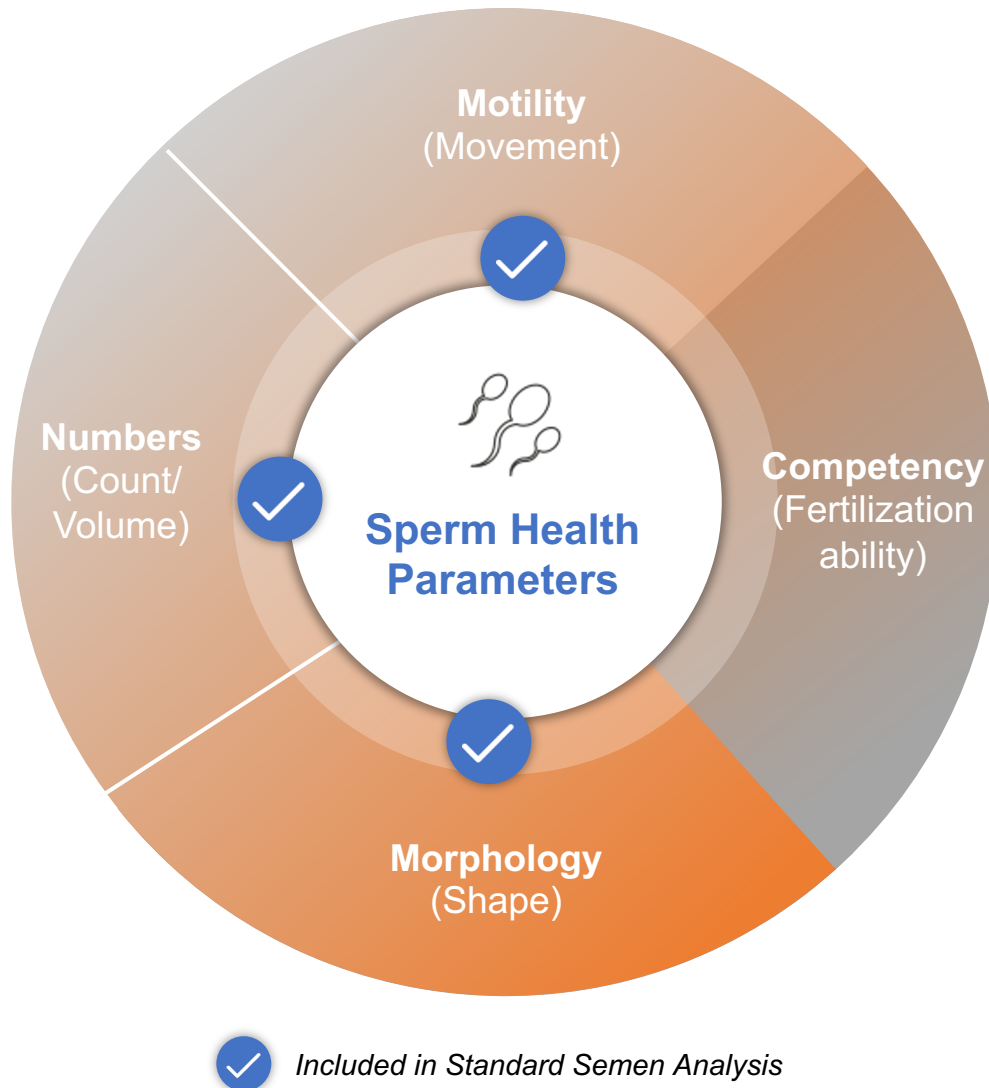 Motility
(Movement)
Numbers
(Count/
Volume)
Sperm Health
Parameters
Competency
(Fertilization
ability)
Morphology
(Shape)
Included in Standard Semen Analysis